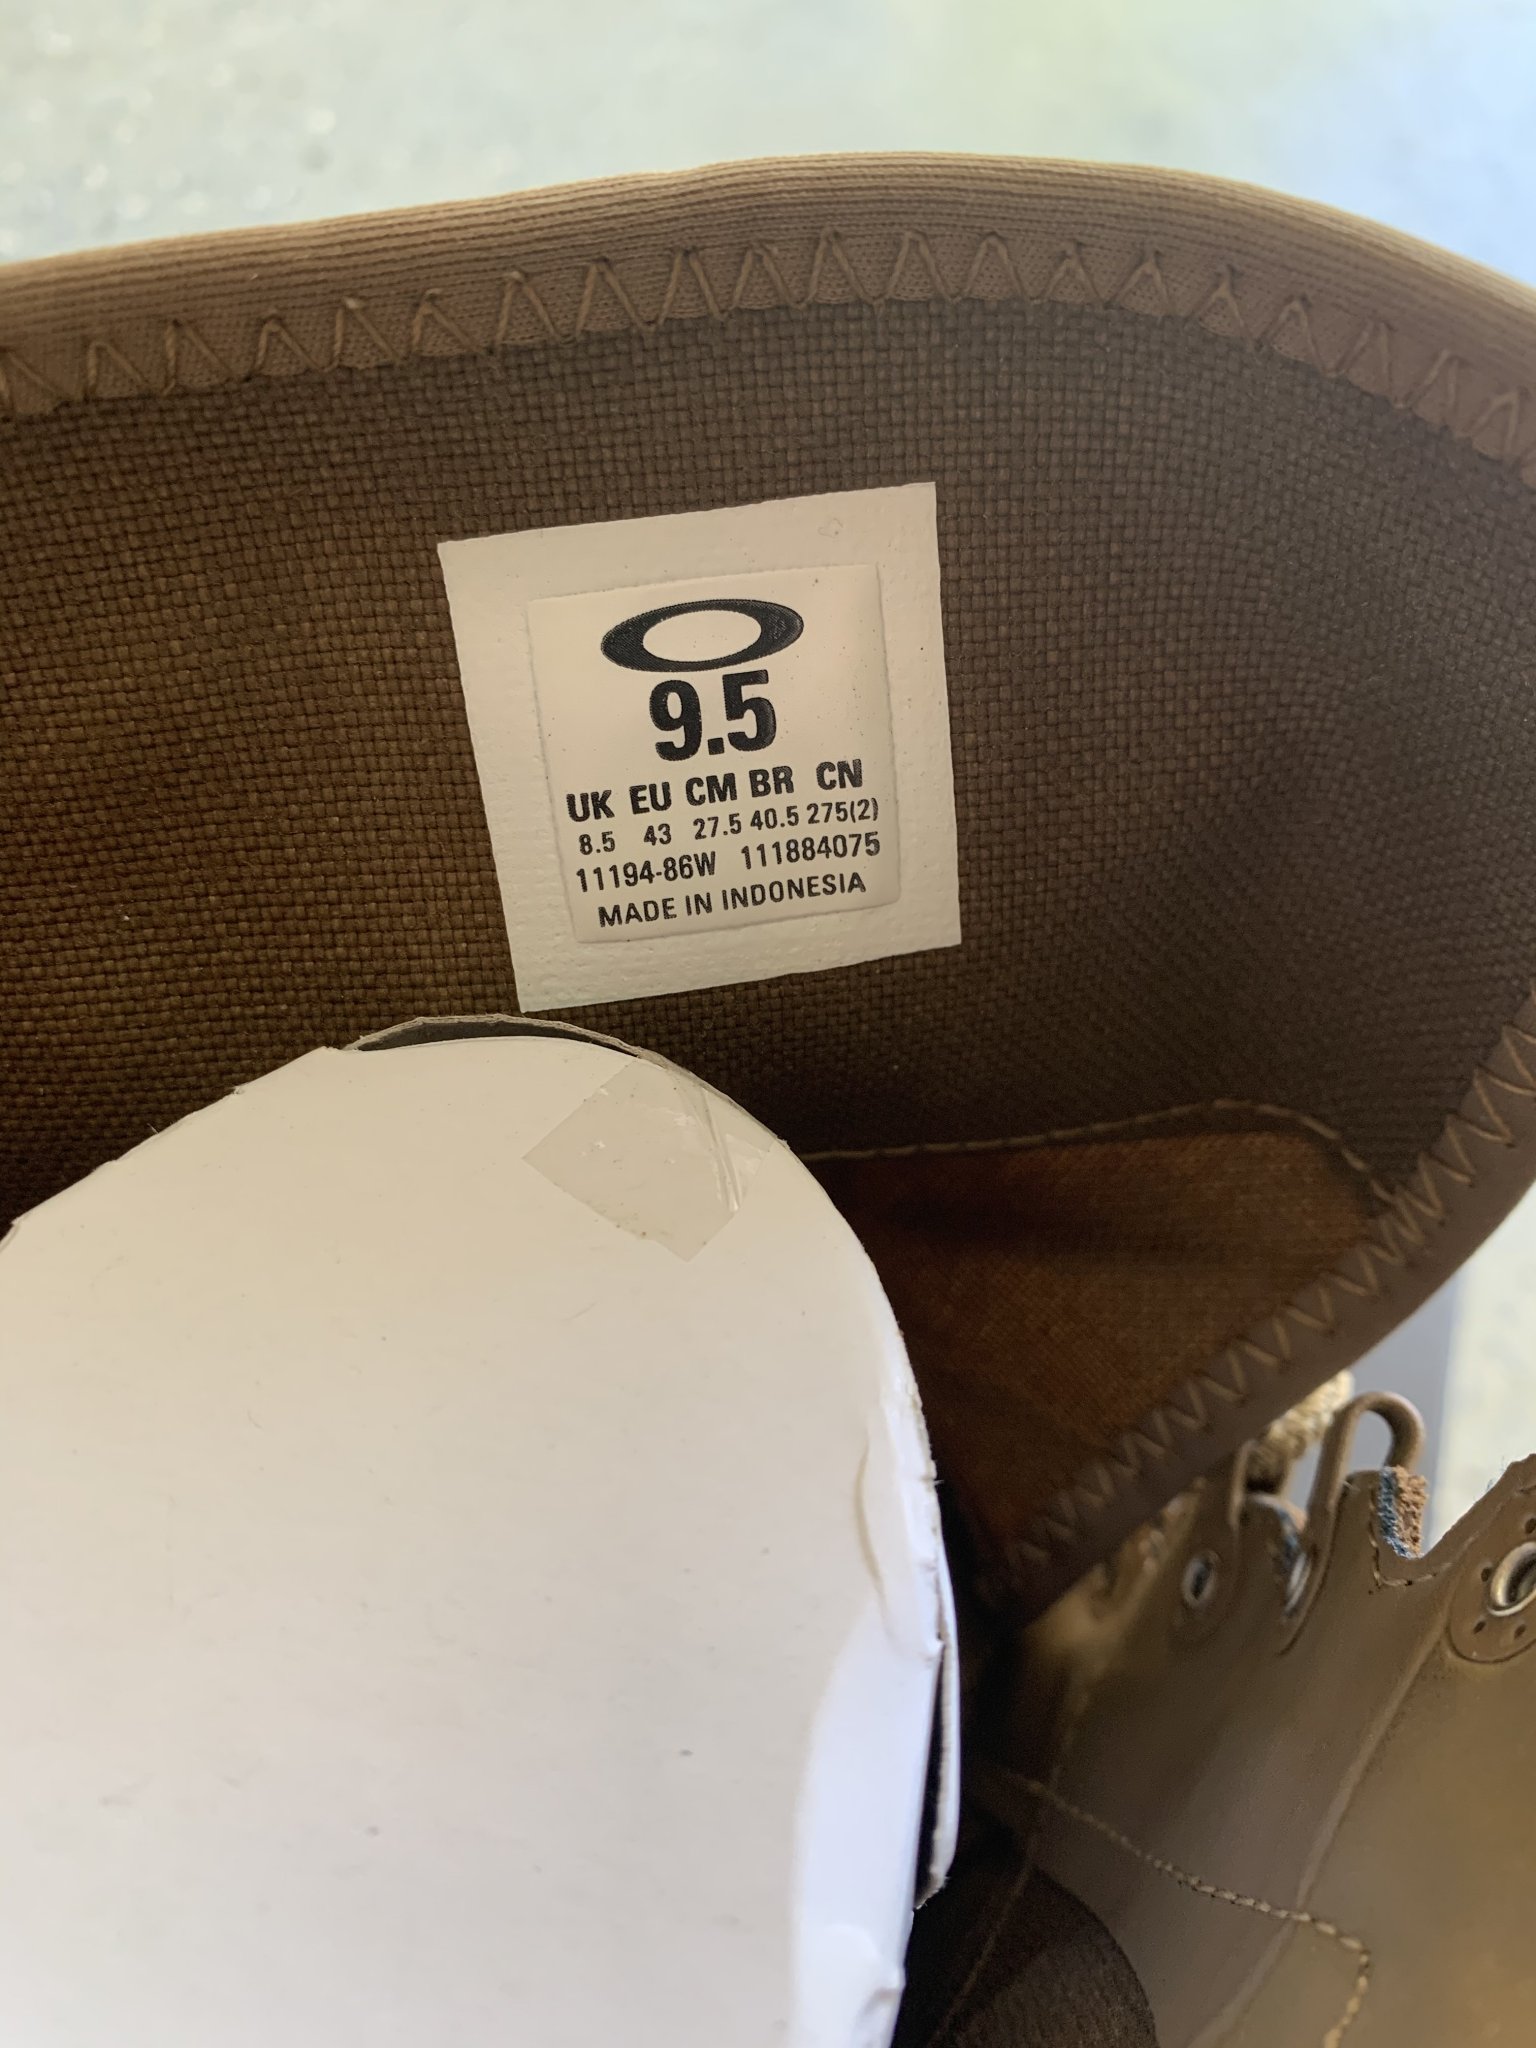 9.5
UK EU CM BR CN
8.5 43 27.5 40.5 275(2)
11194-86W 111884075
MADE IN INDONESIA